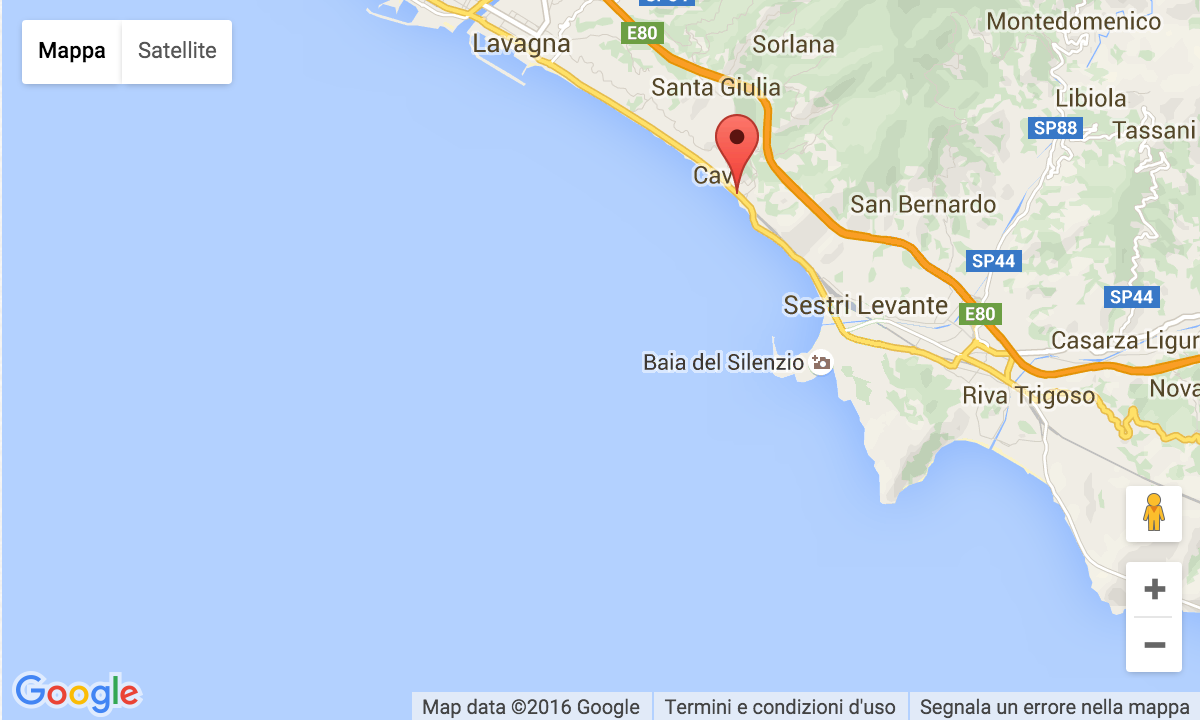 SP34
Montedomenico
Mappa
Satellite
Lavagna
E80
Sorlana
Santa Giulia
Libiola
SP88
Tassani
Cav
San Bernardo
SP44
SP44
Sestri Levante
E80
Casarza Ligur
Baia del Silenzio
Riva Trigoso
Nova
+
−
Google
Map data ©2016 Google
Termini e condizioni d'uso
Segnala un errore nella mappa